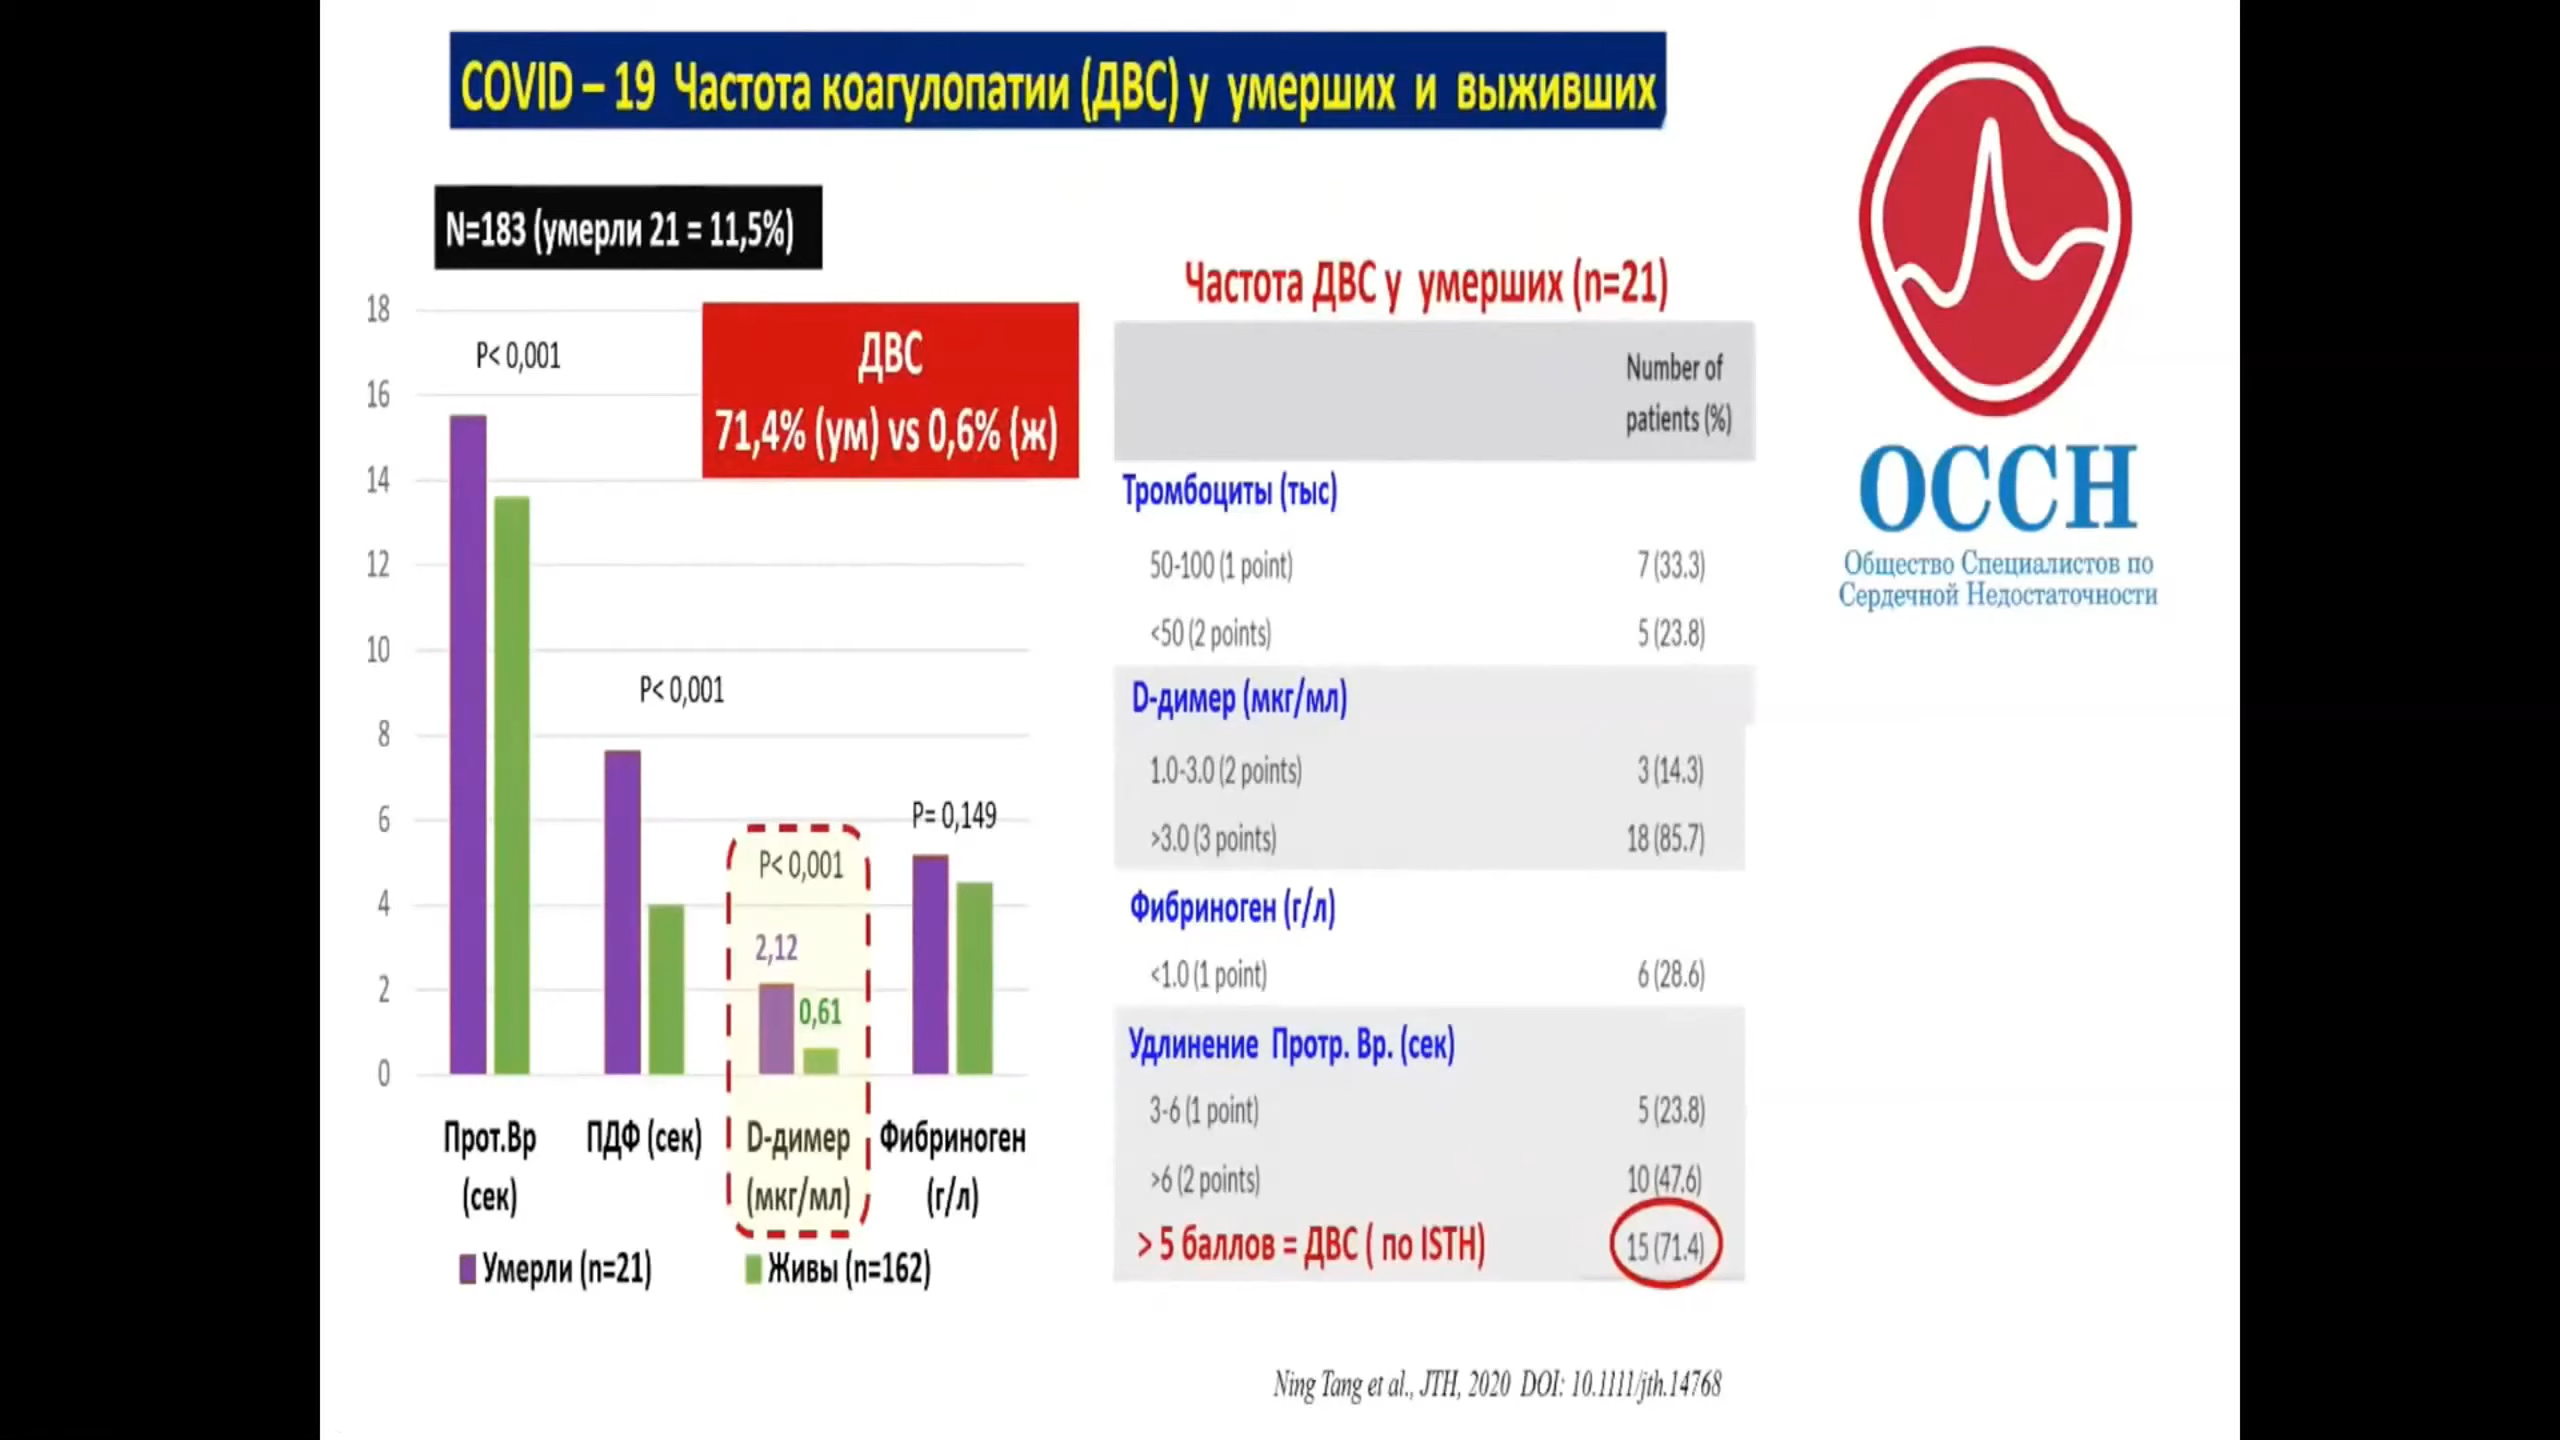 COVID – 19 Частота коагулопатии (ДВС) у умерших и выживших
N=183 (умерли 21 = 11,5%)
18
16
14
12
10
8
6
4
2
0
P< 0,001
P< 0,001
P< 0,001
P= 0,149
2,12
0,61
ДВС
71,4% (ум) vs 0,6% (ж)
Прот.Вр
(сек)
ПДФ (сек)
D-димер
(мкг/мл)
Фибриноген
(г/л)
Умерли (n=21)
Живы (n=162)
Частота ДВС у умерших (n=21)
Number of
patients (%)
Тромбоциты (тыс)
50-100 (1 point) 7 (33.3)
<50 (2 points) 5 (23.8)
D-димер (мкг/мл)
1.0-3.0 (2 points) 3 (14.3)
>3.0 (3 points) 18 (85.7)
Фибриноген (г/л)
<1.0 (1 point) 6 (28.6)
Удлинение Протр. Вр. (сек)
3-6 (1 point) 5 (23.8)
>6 (2 points) 10 (47.6)
> 5 баллов = ДВС ( по ISTH) 15 (71.4)
Ning Tang et al., JTH, 2020 DOI: 10.1111/jth.14768
ОССН
Общество Специалистов по
Сердечной Недостаточности